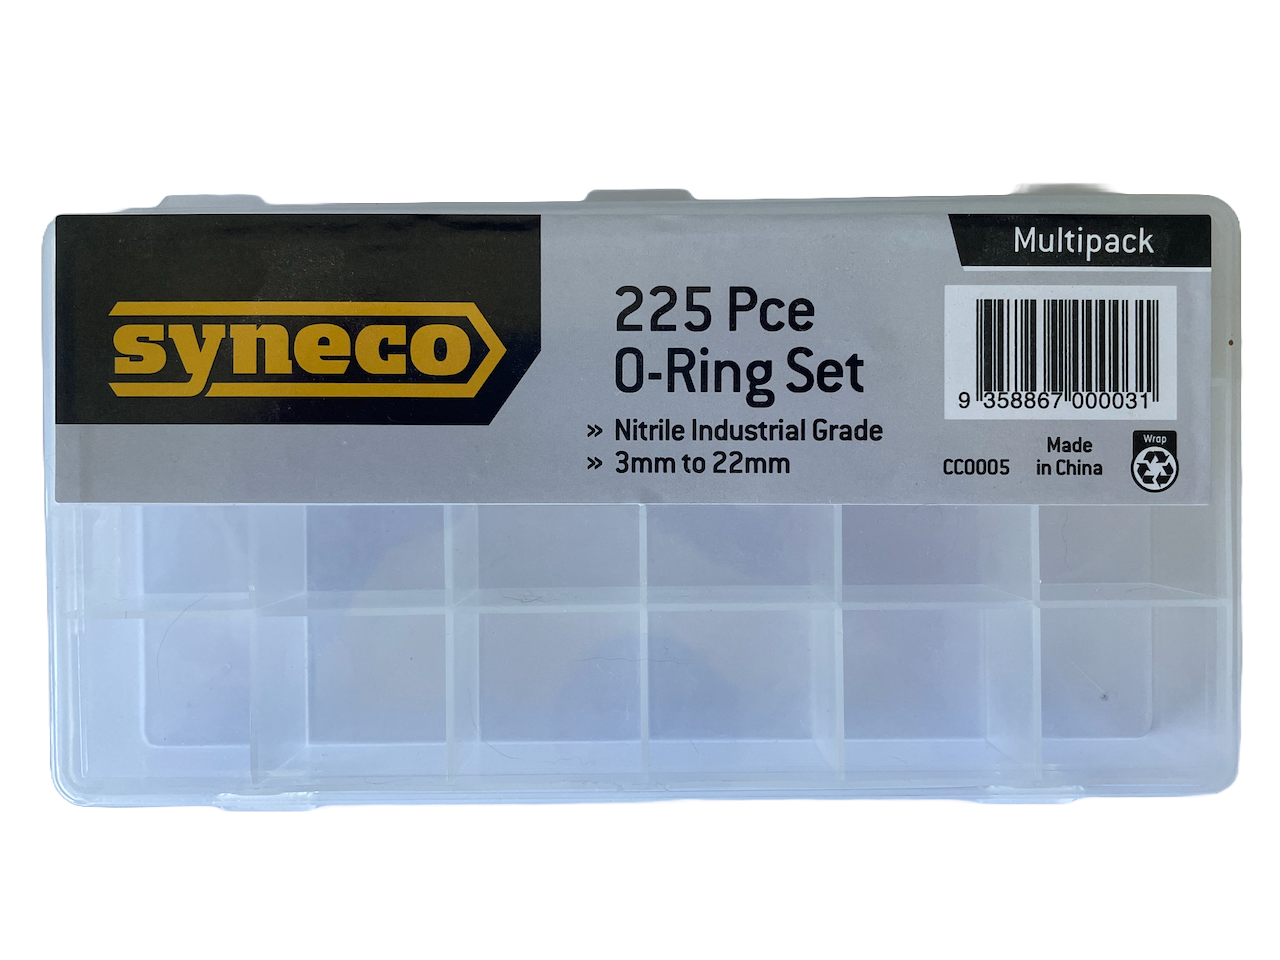 syneco
Multipack
225 Pce
O-Ring Set
» Nitrile Industrial Grade
» 3mm to 22mm
9 358867 000031
CC0005
Made
in China
Wrap